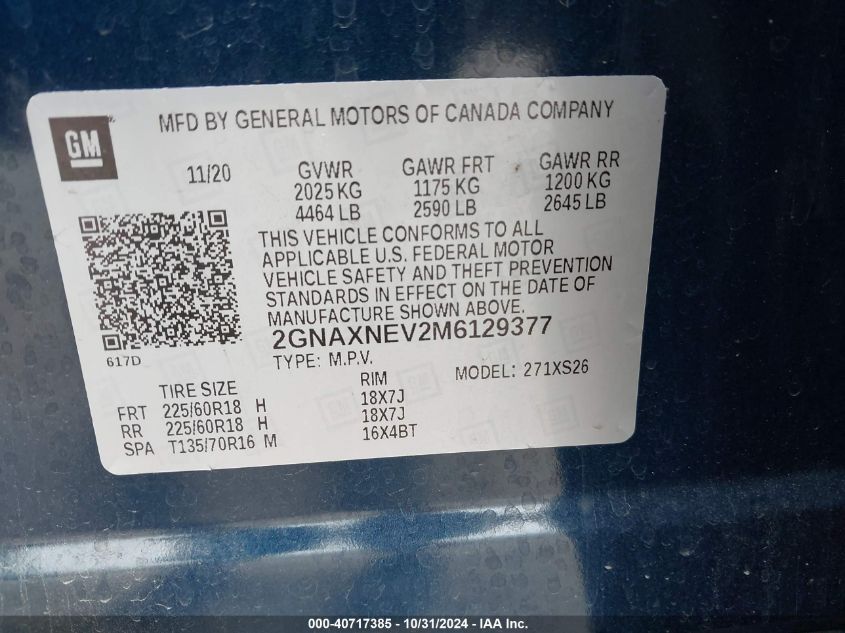 GM
MFD BY GENERAL MOTORS OF CANADA COMPANY
11/20 GVWR GAWR FRT GAWR RR
2025 KG 1175 KG 1200 KG
4464 LB 2590 LB 2645 LB
THIS VEHICLE CONFORMS TO ALL
APPLICABLE U.S. FEDERAL MOTOR
VEHICLE SAFETY AND THEFT PREVENTION
STANDARDS IN EFFECT ON THE DATE OF
MANUFACTURE SHOWN ABOVE.
2GNAXNEV2M6129377
617D
TYPE: M.P.V.
MODEL: 271XS26
TIRE SIZE RIM
FRT 225/60R18 H 18X7J
RR 225/60R18 H 18X7J
SPA T135/70R16 M 16X4BT
000-40717385 - 10/31/2024 - IAA Inc.